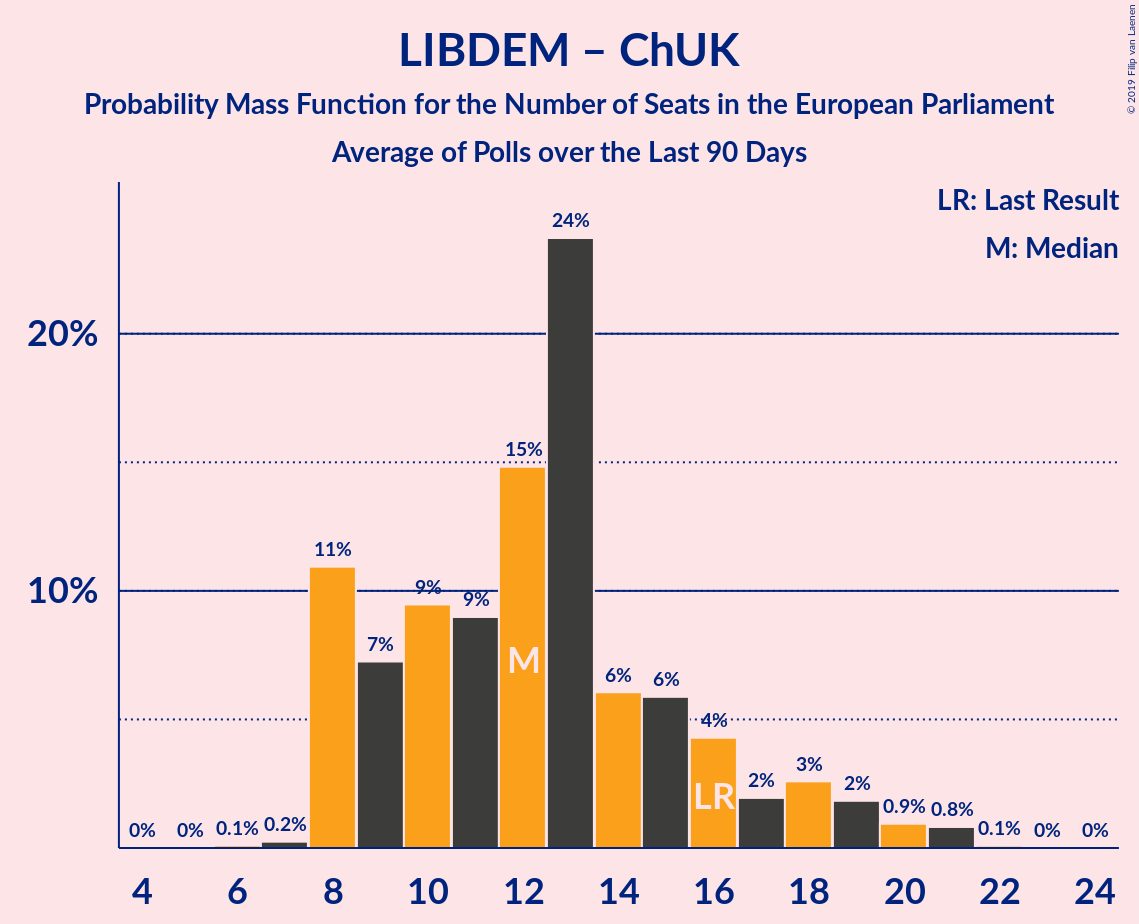 LIBDEM – ChUK
Probability Mass Function for the Number of Seats in the European Parliament
Average of Polls over the Last 90 Days
© 2019 Filip van Laenen
LR: Last Result
M: Median
24%
20%
15%
11%
10%
9%
9%
7%
M
6%
6%
4%
LR
2%
3%
2%
0.9%
0.8%
0%
0%
0.1%
0.2%
0.1%
0%
0%
4 6 8 10 12 14 16 18 20 22 24